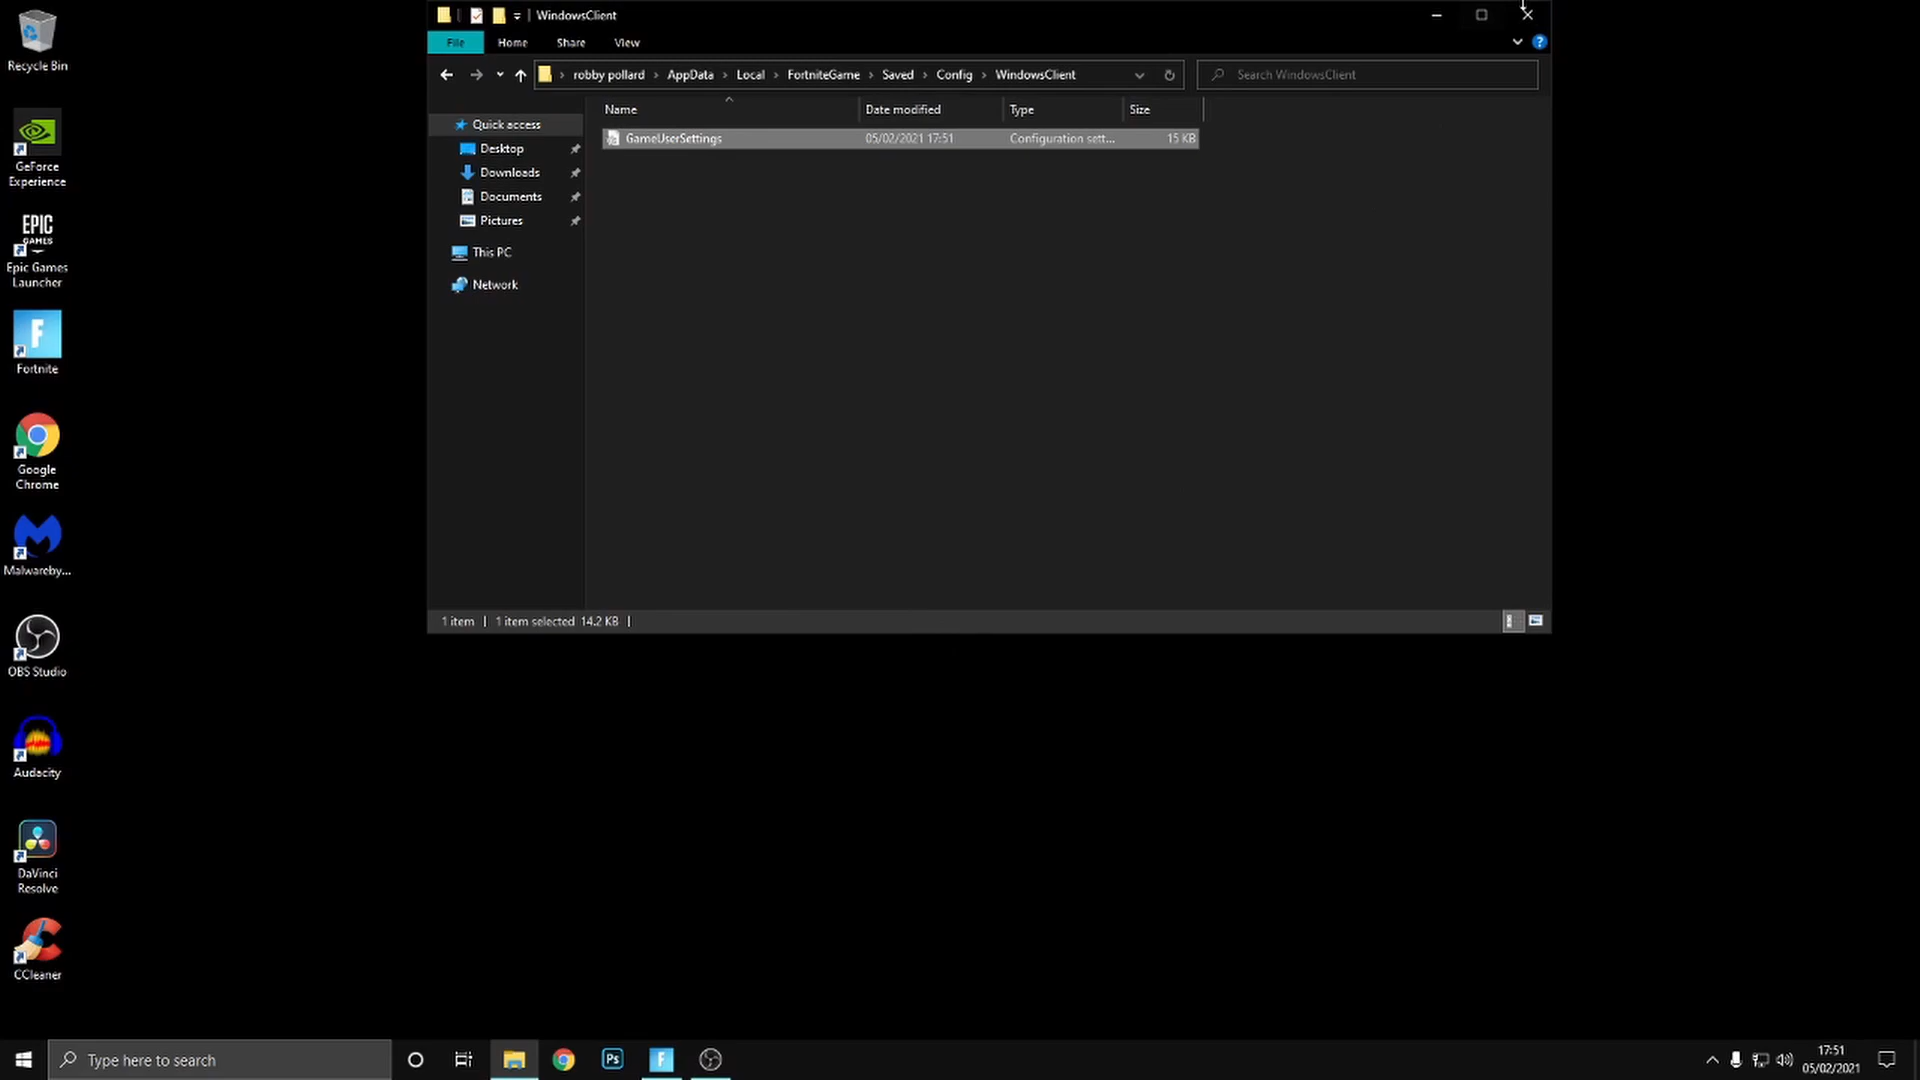 Recycle Bin
GeForce
Experience
EPIC
GAMES
Epic Games
Launcher
F
Fortnite
Google
Chrome
Malwareby...
OBS Studio
Audacity
DaVinci
Resolve
CCleaner
WindowsClient
File Home Share View
robby pollard AppData Local FortniteGame Saved Config WindowsClient
Search WindowsClient
Name Date modified Type Size
GameUserSettings 05/02/2021 17:51 Configuration sett... 15 KB
Quick access
Desktop
Downloads
Documents
Pictures
This PC
Network
1 item 1 item selected 14.2 KB
Type here to search
Ps
F
17:51
05/02/2021